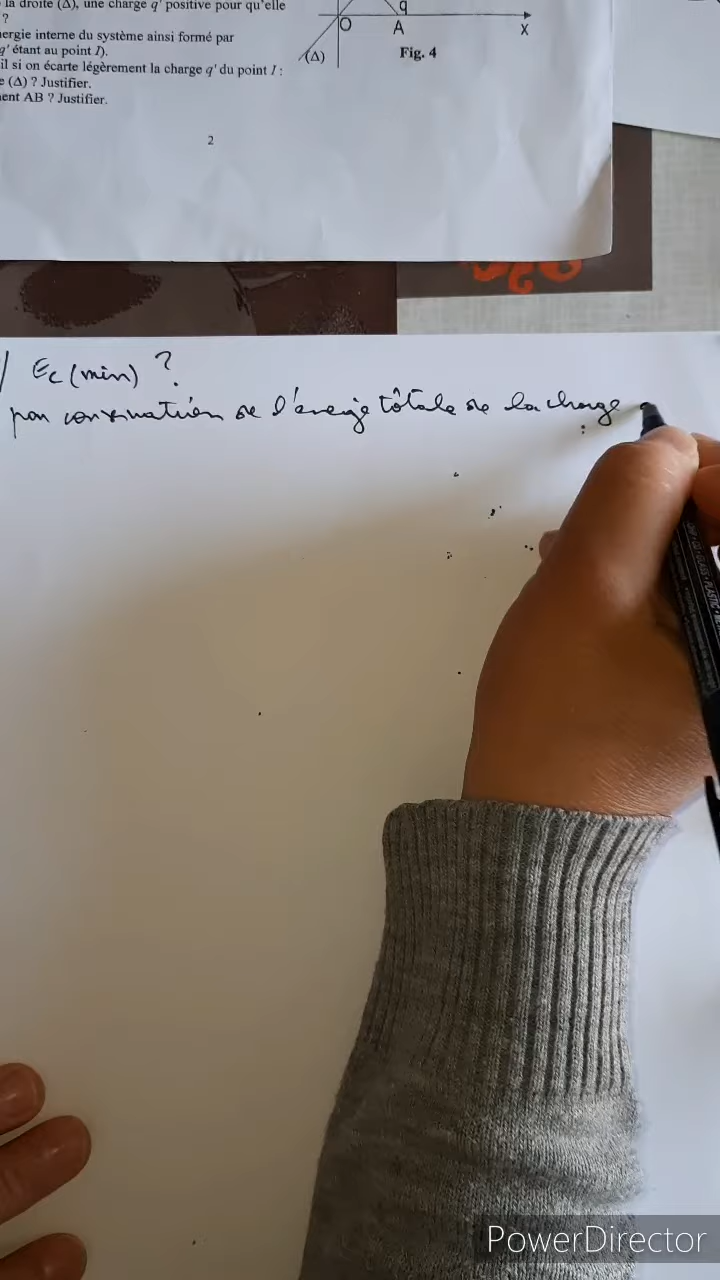 la droite (Δ), une charge q' positive pour qu'elle
?
ergie interne du système ainsi formé par
q' étant au point I).
il si on écarte légèrement la charge q' du point I :
e (Δ) ? Justifier.
ent AB ? Justifier.
q
O
A
X
(Δ)
Fig. 4
2
/ Ec (min) ?
par conservation de l'énergie tôtale de la charge
PowerDirector